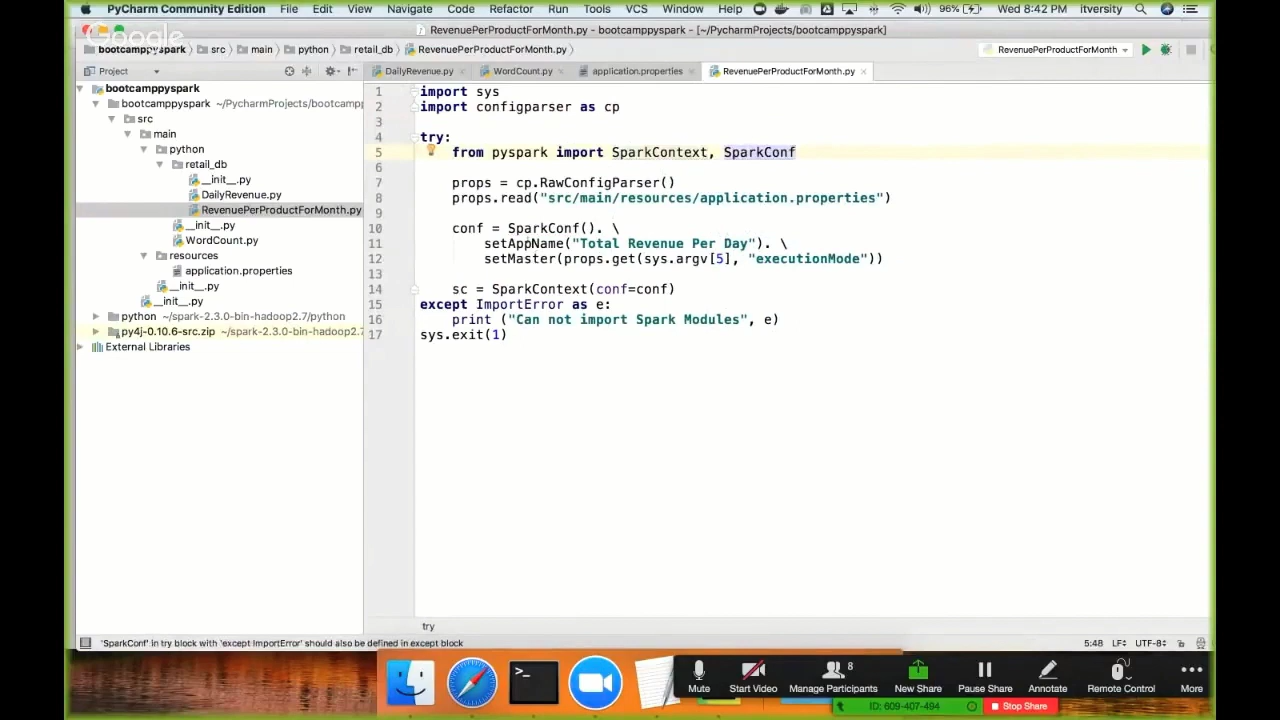 PyCharm Community Edition File Edit View Navigate Code Refactor Run Tools VCS Window Help 96% Wed 8:42 PM itversity
RevenuePerProductForMonth.py - bootcamppyspark - [~/PycharmProjects/bootcamppyspark]
Google
bootcamppyspark src main python retail_db RevenuePerProductForMonth.py RevenuePerProductForMonth
Project DailyRevenue.py WordCount.py application.properties RevenuePerProductForMonth.py
bootcamppyspark
bootcamppyspark ~/PycharmProjects/bootcampp
src
main
python
retail_db
__init__.py
DailyRevenue.py
RevenuePerProductForMonth.py
__init__.py
WordCount.py
resources
application.properties
__init__.py
__init__.py
python ~/spark-2.3.0-bin-hadoop2.7/python
py4j-0.10.6-src.zip ~/spark-2.3.0-bin-hadoop2.7
External Libraries
1 import sys
2 import configparser as cp
3
4 try:
5 from pyspark import SparkContext, SparkConf
6
7 props = cp.RawConfigParser()
8 props.read("src/main/resources/application.properties")
9
10 conf = SparkConf(). \
11 setAppName("Total Revenue Per Day"). \
12 setMaster(props.get(sys.argv[5], "executionMode"))
13
14 sc = SparkContext(conf=conf)
15 except ImportError as e:
16 print ("Can not import Spark Modules", e)
17 sys.exit(1)
try
'SparkConf' in try block with 'except ImportError' should also be defined in except block 5:48 LF÷ UTF-8÷
Mute Start Video Manage Participants 8 New Share Pause Share Annotate Remote Control More
ID: 609-407-494 Stop Share